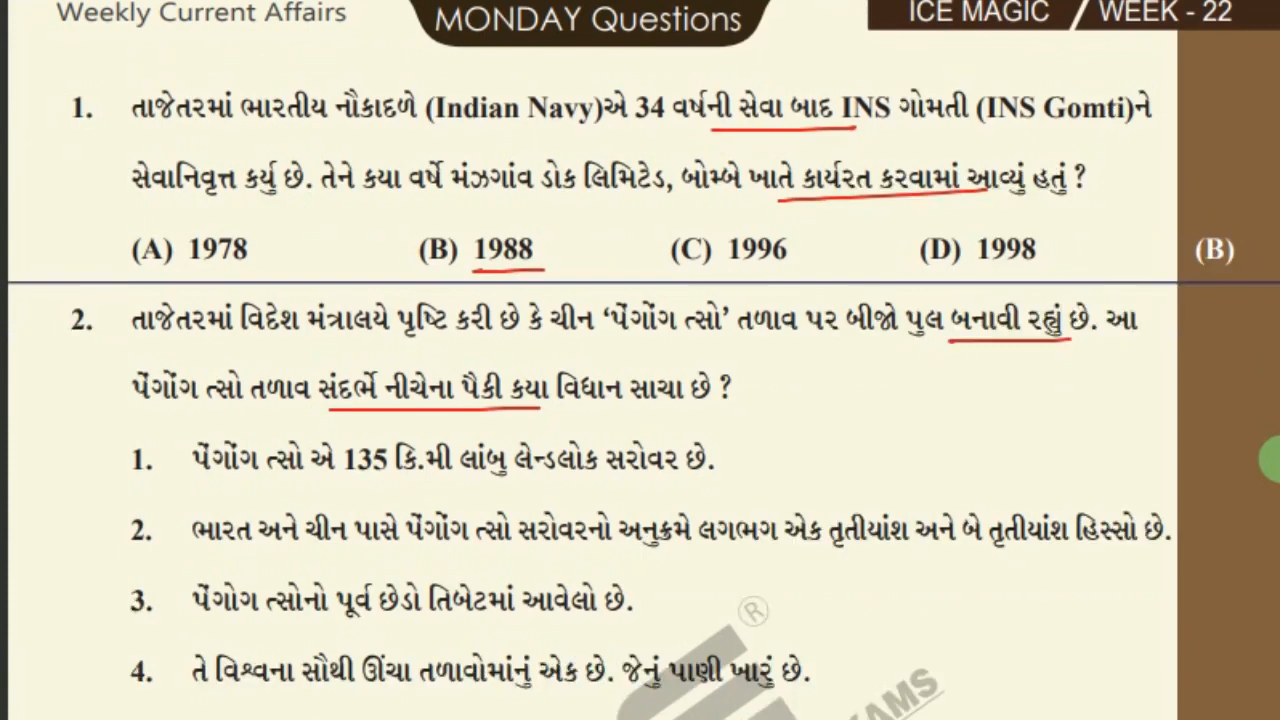 Weekly Current Affairs
MONDAY Questions
ICE MAGIC / WEEK - 22
1. તાજેતરમાં ભારતીય નૌકાદળે (Indian Navy)એ 34 વર્ષની સેવા બાદ INS ગોમતી (INS Gomti)ને
સેવાનિવૃત્ત કર્યુ છે. તેને કયા વર્ષે મંઝગાંવ ડોક લિમિટેડ, બોમ્બે ખાતે કાર્યરત કરવામાં આવ્યું હતું ?
(A) 1978 (B) 1988 (C) 1996 (D) 1998 (B)
2. તાજેતરમાં વિદેશ મંત્રાલયે પૃષ્ટિ કરી છે કે ચીન ‘પેંગોંગ ત્સો’ તળાવ પર બીજો પુલ બનાવી રહ્યું છે. આ
પેંગોંગ ત્સો તળાવ સંદર્ભે નીચેના પૈકી કયા વિધાન સાચા છે ?
1. પેંગોંગ ત્સો એ 135 કિ.મી લાંબુ લેન્ડલોક સરોવર છે.
2. ભારત અને ચીન પાસે પેંગોંગ ત્સો સરોવરનો અનુક્રમે લગભગ એક તૃતીયાંશ અને બે તૃતીયાંશ હિસ્સો છે.
3. પેંગોગ ત્સોનો પૂર્વ છેડો તિબેટમાં આવેલો છે.
4. તે વિશ્વના સૌથી ઊંચા તળાવોમાંનું એક છે. જેનું પાણી ખારું છે.
®